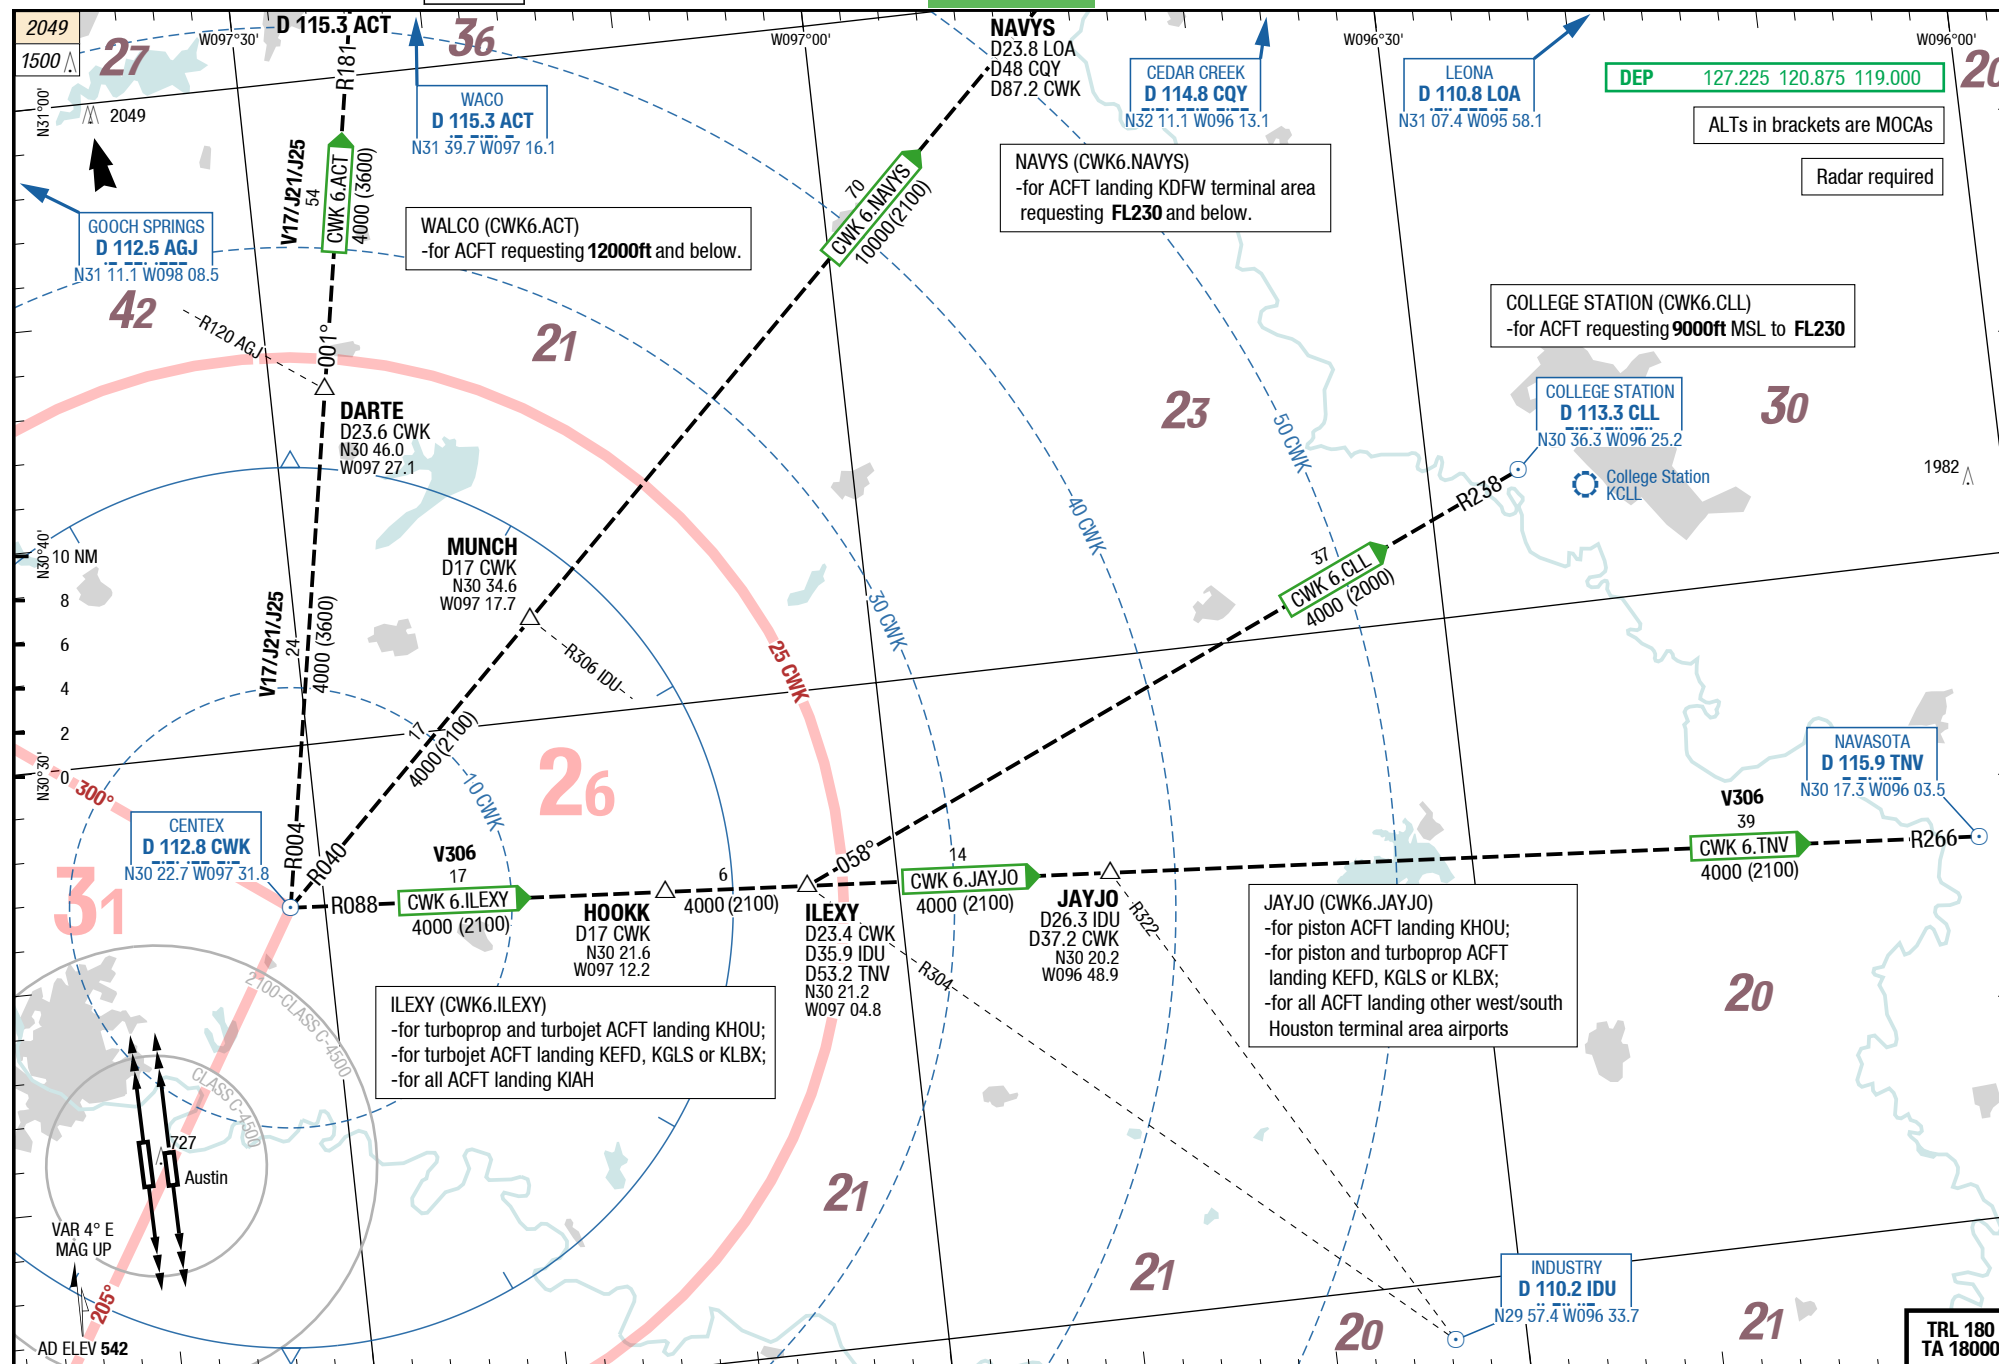 2049
1500
27
W097°30'
D 115.3 ACT
36
W097°00'
NAVYS
D23.8 LOA
D48 CQY
D87.2 CWK
W096°30'
W096°00'
CEDAR CREEK
D 114.8 CQY
N32 11.1 W096 13.1
LEONA
D 110.8 LOA
N31 07.4 W095 58.1
DEP 127.225 120.875 119.000
ALTs in brackets are MOCAs
Radar required
N31°00'
2049
R181
WACO
D 115.3 ACT
N31 39.7 W097 16.1
V17/J21/J25
54
CWK 6.ACT
4000 (3600)
GOOCH SPRINGS
D 112.5 AGJ
N31 11.1 W098 08.5
WALCO (CWK6.ACT)
-for ACFT requesting 12000ft and below.
70
CWK 6.NAVYS
10000(2100)
NAVYS (CWK6.NAVYS)
-for ACFT landing KDFW terminal area
requesting FL230 and below.
42
R120 AGJ
001°
21
COLLEGE STATION (CWK6.CLL)
-for ACFT requesting 9000ft MSL to FL230
DARTE
D23.6 CWK
N30 46.0
W097 27.1
23
50 CWK
COLLEGE STATION
D 113.3 CLL
N30 36.3 W096 25.2
30
College Station
KCLL
1982
R238
40 CWK
N30°40'
10 NM
8
6
4
2
0
N30°30'
MUNCH
D17 CWK
N30 34.6
W097 17.7
R306 IDU
30 CWK
25 CWK
37
CWK 6.CLL
4000 (2000)
V17/J21/J25
24
4000 (3600)
17
4000(2100)
10 CWK
26
300°
CENTEX
D 112.8 CWK
N30 22.7 W097 31.8
R004
R040
NAVASOTA
D 115.9 TNV
N30 17.3 W096 03.5
V306
39
CWK 6.TNV
4000 (2100)
R266
31
R088
V306
17
CWK 6.ILEXY
4000 (2100)
HOOKK
D17 CWK
N30 21.6
W097 12.2
6
4000 (2100)
058°
ILEXY
D23.4 CWK
D35.9 IDU
D53.2 TNV
N30 21.2
W097 04.8
14
CWK 6.JAYJO
4000 (2100)
JAYJO
D26.3 IDU
D37.2 CWK
N30 20.2
W096 48.9
R322
R304
JAYJO (CWK6.JAYJO)
-for piston ACFT landing KHOU;
-for piston and turboprop ACFT
landing KEFD, KGLS or KLBX;
-for all ACFT landing other west/south
Houston terminal area airports
20
ILEXY (CWK6.ILEXY)
-for turboprop and turbojet ACFT landing KHOU;
-for turbojet ACFT landing KEFD, KGLS or KLBX;
-for all ACFT landing KIAH
2100-CLASS C-4500
CLASS C-4500
727
Austin
VAR 4° E
MAG UP
205°
AD ELEV 542
21
21
20
INDUSTRY
D 110.2 IDU
N29 57.4 W096 33.7
21
TRL 180
TA 18000